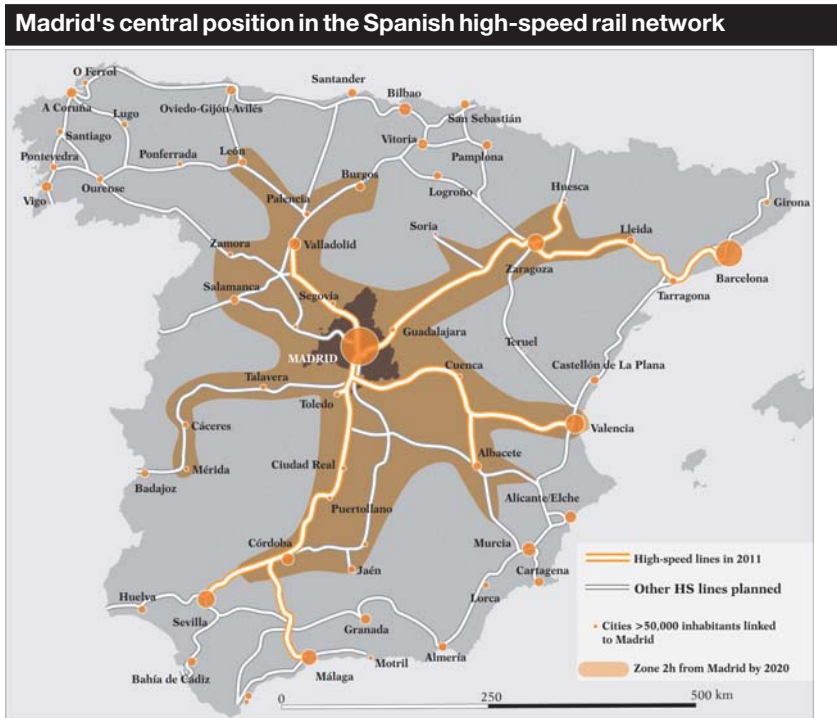 Madrid's central position in the Spanish high-speed rail network
O Ferrol
Santander
Bilbao
A Coruña
Oviedo-Gijón-Avilés
San Sebastián
Lugo
Santiago
Vitoria
Pontevedra
Ponferrada
León
Pamplona
Ourense
Burgos
Vigo
Palencia
Logroño
Huesca
Girona
Soria
Lleida
Zamora
Valladolid
Zaragoza
Barcelona
Salamanca
Segovia
Tarragona
Guadalajara
MADRID
Teruel
Cuenca
Castellón de La Plana
Talavera
Toledo
Cáceres
Valencia
Mérida
Ciudad Real
Albacete
Badajoz
Alicante/Elche
Puertollano
Córdoba
Murcia
High-speed lines in 2011
Jaén
Cartagena
Other HS lines planned
Huelva
Lorca
Sevilla
Granada
Cities >50,000 inhabitants linked
to Madrid
Motril
Almería
Zone 2h from Madrid by 2020
Bahía de Cádiz
Málaga
0
250
500 km